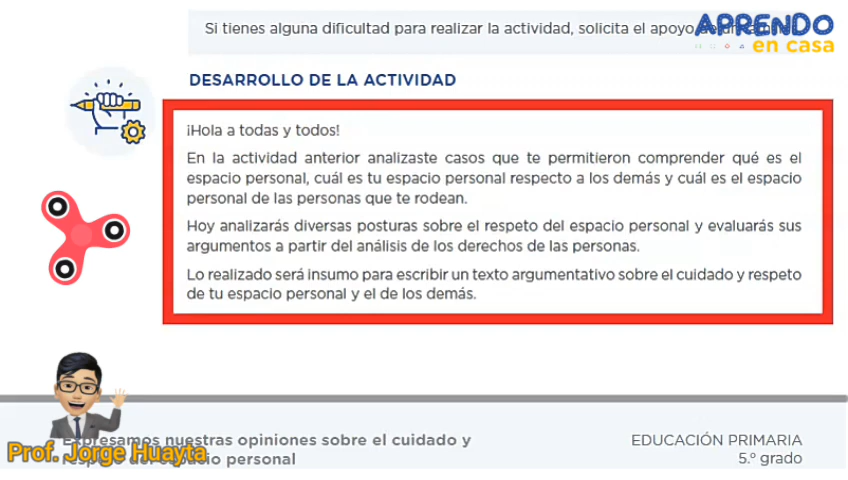 Si tienes alguna dificultad para realizar la actividad, solicita el apoyo
APRENDO
en casa
DESARROLLO DE LA ACTIVIDAD
¡Hola a todas y todos!
En la actividad anterior analizaste casos que te permitieron comprender qué es el
espacio personal, cuál es tu espacio personal respecto a los demás y cuál es el espacio
personal de las personas que te rodean.
Hoy analizarás diversas posturas sobre el respeto del espacio personal y evaluarás sus
argumentos a partir del análisis de los derechos de las personas.
Lo realizado será insumo para escribir un texto argumentativo sobre el cuidado y respeto
de tu espacio personal y el de los demás.
Expresamos nuestras opiniones sobre el cuidado y
respeto del espacio personal
Prof. Jorge Huayta
EDUCACIÓN PRIMARIA
5.° grado